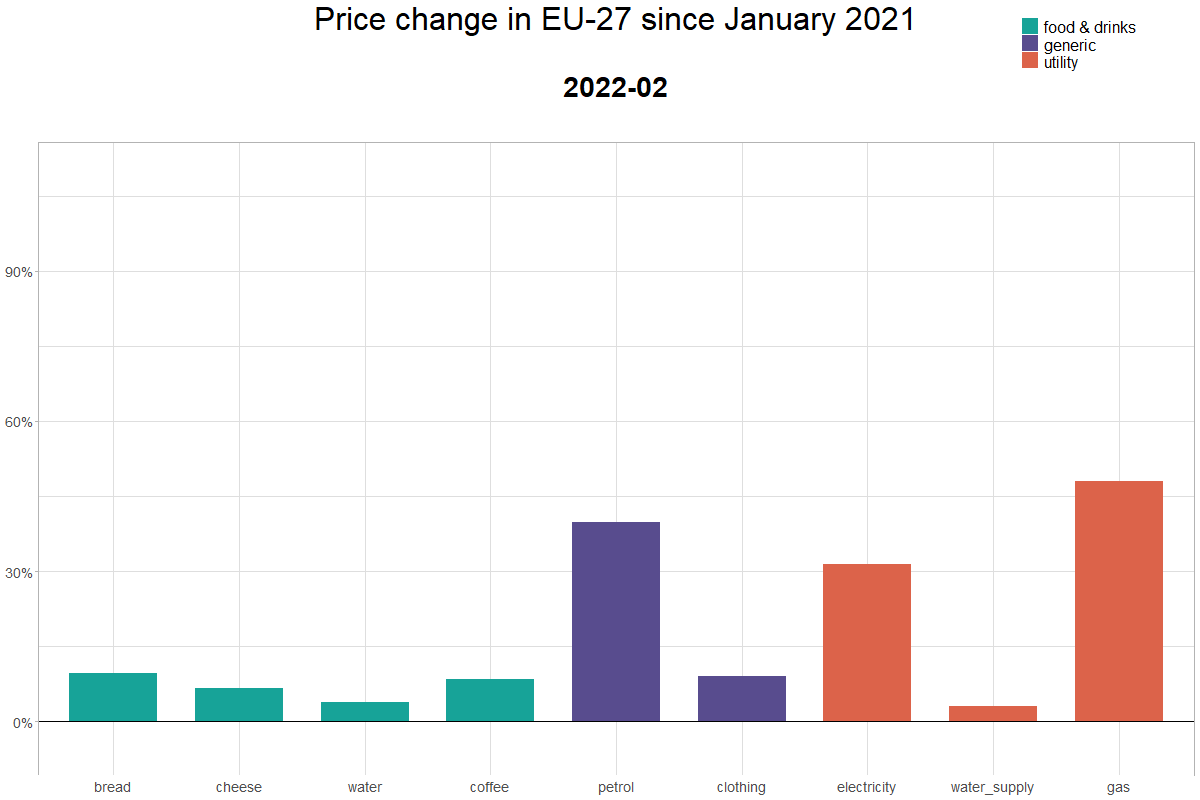 Price change in EU-27 since January 2021
food & drinks
generic
utility
2022-02
90%
60%
30%
0%
bread cheese water coffee petrol clothing electricity water_supply gas